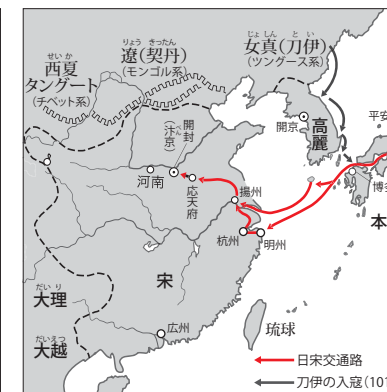 せいか
西夏
タングート
(チベット系)
りょう きったん
遼(契丹)
(モンゴル系)
じょしん とい
女真(刀伊)
(ツングース系)
開封
べん
(汴京)
開京
高麗
平安
河南
応天府
揚州
博多
本
杭州
明州
宋
だいり
大理
だいえつ
大越
広州
琉球
日宋交通路
刀伊の入寇(101